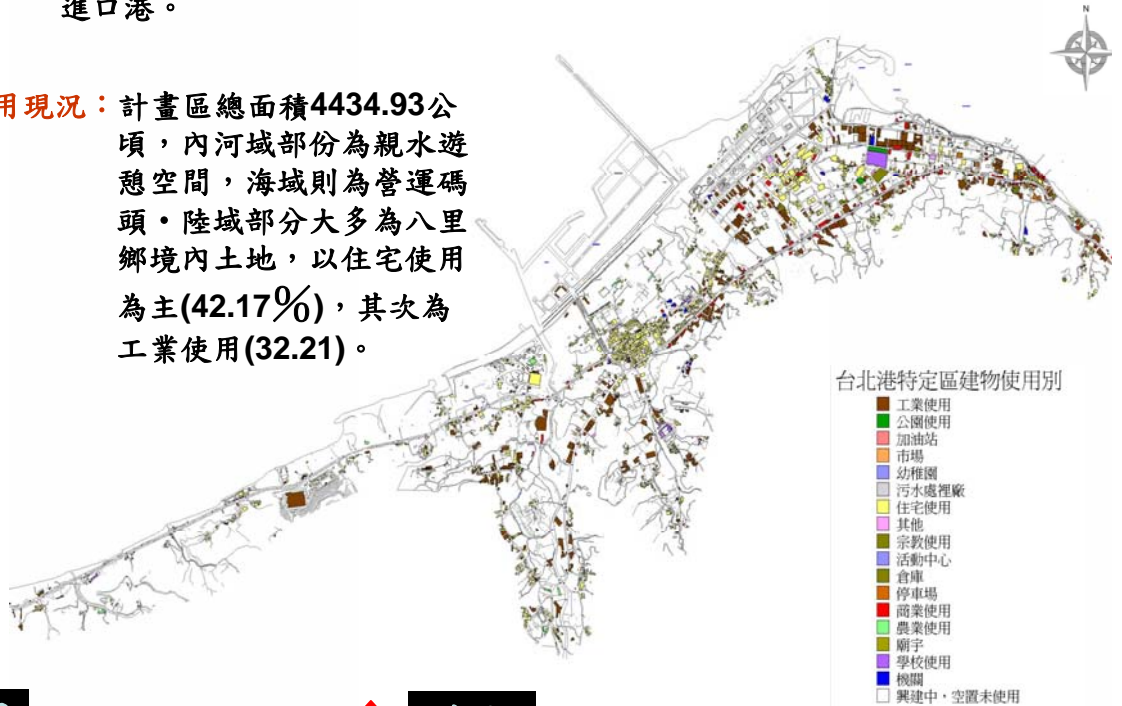 進口港。
N
用現況：計畫區總面積4434.93公
頃，內河域部份為親水遊
憩空間，海域則為營運碼
頭‧陸域部分大多為八里
鄉境內土地，以住宅使用
為主(42.17%)，其次為
工業使用(32.21)。
台北港特定區建物使用別
工業使用
公園使用
加油站
市場
幼稚園
污水處裡廠
住宅使用
其他
宗教使用
活動中心
倉庫
停車場
商業使用
農業使用
廟宇
學校使用
機關
興建中，空置未使用